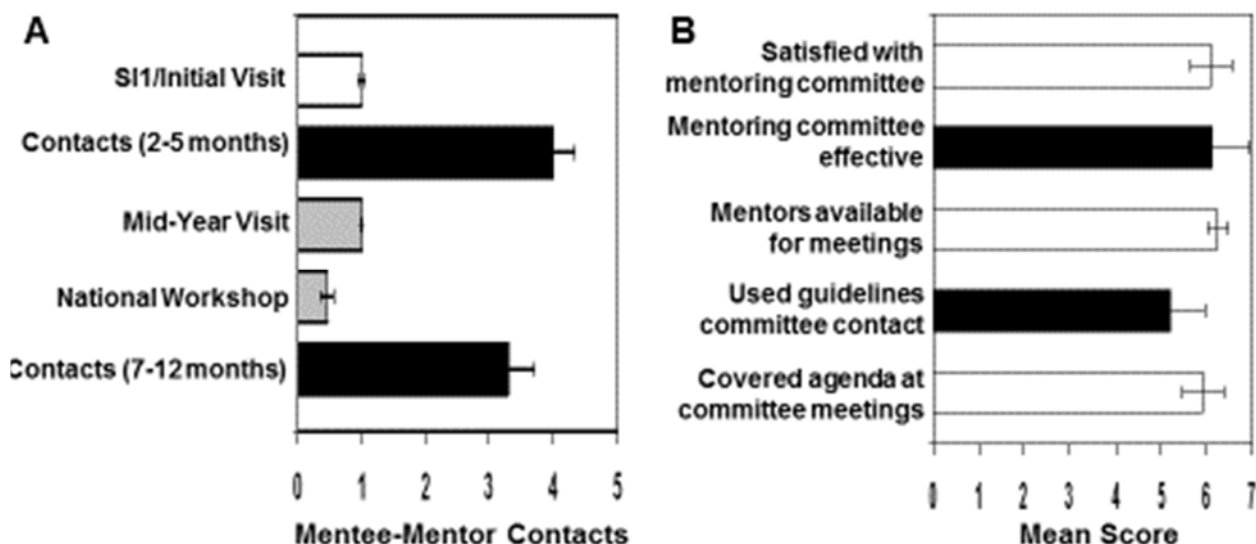 A
SI1/Initial Visit
Contacts (2-5 months)
Mid-Year Visit
National Workshop
Contacts (7-12 months)
0 1 2 3 4 5
Mentee-Mentor Contacts
B
Satisfied with
mentoring committee
Mentoring committee
effective
Mentors available
for meetings
Used guidelines
committee contact
Covered agenda at
committee meetings
0 1 2 3 4 5 6 7
Mean Score